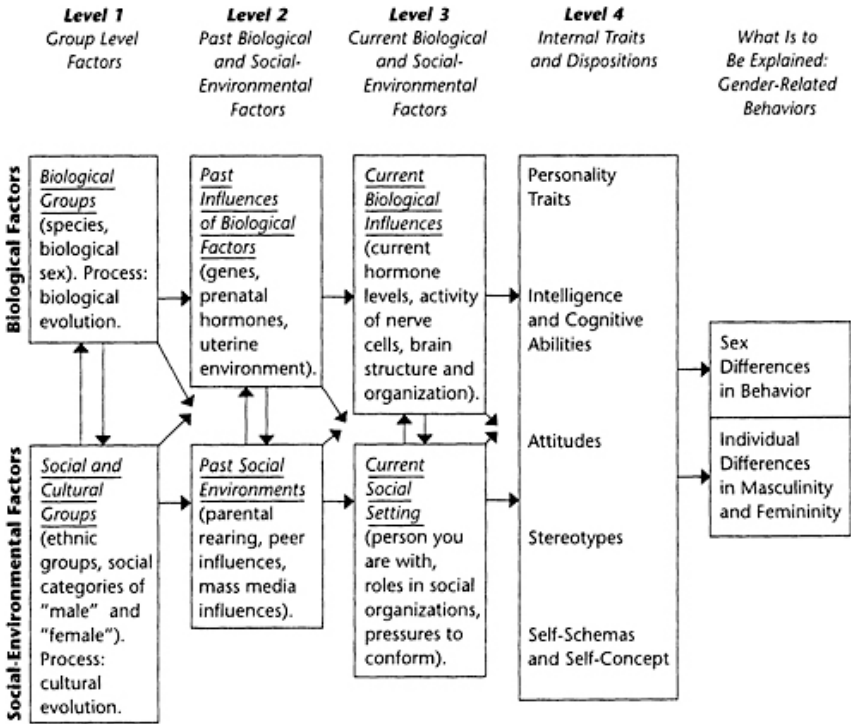 Level 1
Group Level
Factors
Level 2
Past Biological
and Social-
Environmental
Factors
Level 3
Current Biological
and Social-
Environmental
Factors
Level 4
Internal Traits
and Dispositions
What Is to
Be Explained:
Gender-Related
Behaviors
Biological Factors
Biological
Groups
(species,
biological
sex). Process:
biological
evolution.
Past
Influences
of Biological
Factors
(genes,
prenatal
hormones,
uterine
environment).
Current
Biological
Influences
(current
hormone
levels, activity
of nerve
cells, brain
structure and
organization).
Social-Environmental Factors
Social and
Cultural
Groups
(ethnic
groups, social
categories of
"male" and
"female").
Process:
cultural
evolution.
Past Social
Environments
(parental
rearing, peer
influences,
mass media
influences).
Current
Social
Setting
(person you
are with,
roles in social
organizations,
pressures to
conform).
Personality
Traits
Intelligence
and Cognitive
Abilities
Attitudes
Stereotypes
Self-Schemas
and Self-Concept
Sex
Differences
in Behavior
Individual
Differences
in Masculinity
and Femininity